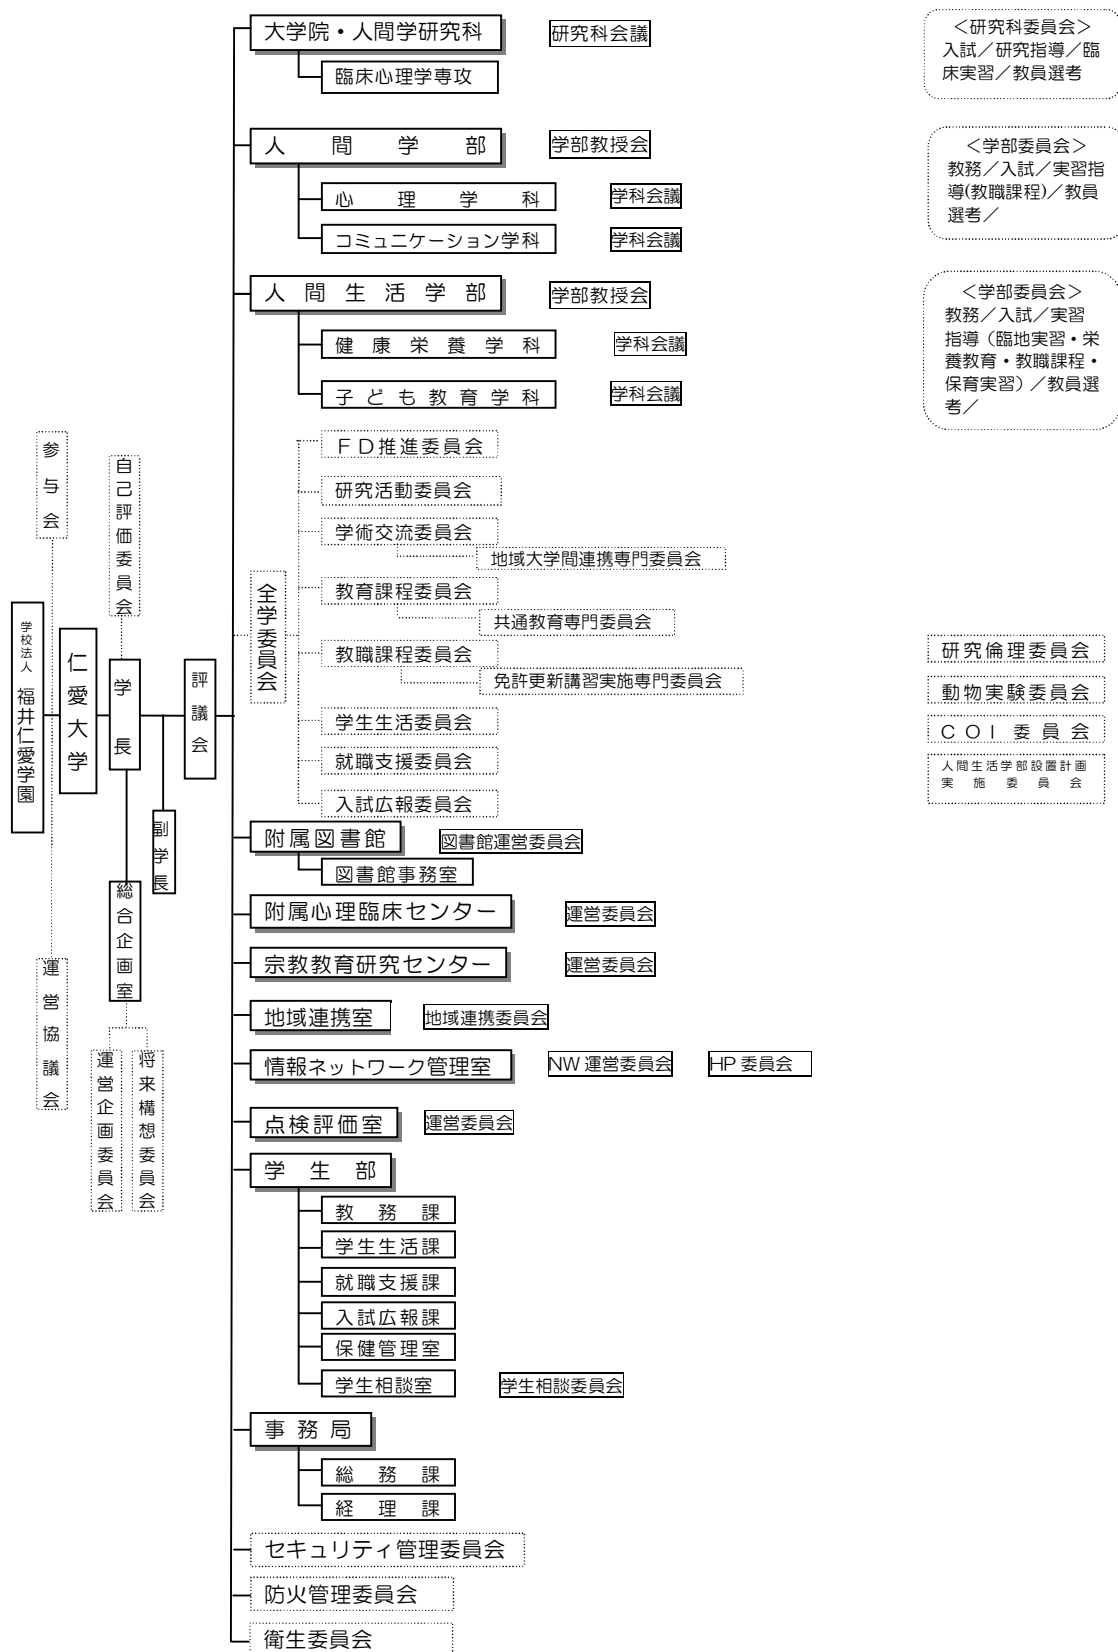 大学院・人間学研究科
研究科会議
臨床心理学専攻
＜研究科委員会＞
入試／研究指導／臨
床実習／教員選考
人間学部
学部教授会
心理学科
学科会議
コミュニケーション学科
学科会議
＜学部委員会＞
教務／入試／実習指
導(教職課程)／教員
選考／
人間生活学部
学部教授会
健康栄養学科
学科会議
子ども教育学科
学科会議
＜学部委員会＞
教務／入試／実習
指導（臨地実習・栄
養教育・教職課程・
保育実習）／教員選
考／
参与会
自己評価委員会
学校法人
福井仁愛学園
仁愛大学
学長
副学長
評議会
総合企画室
運営協議会
運営企画委員会
将来構想委員会
全学委員会
ＦＤ推進委員会
研究活動委員会
学術交流委員会
地域大学間連携専門委員会
教育課程委員会
共通教育専門委員会
教職課程委員会
免許更新講習実施専門委員会
学生生活委員会
就職支援委員会
入試広報委員会
研究倫理委員会
動物実験委員会
ＣＯＩ委員会
人間生活学部設置計画
実施委員会
附属図書館
図書館運営委員会
図書館事務室
附属心理臨床センター
運営委員会
宗教教育研究センター
運営委員会
地域連携室
地域連携委員会
情報ネットワーク管理室
NW 運営委員会
HP 委員会
点検評価室
運営委員会
学生部
教務課
学生生活課
就職支援課
入試広報課
保健管理室
学生相談室
学生相談委員会
事務局
総務課
経理課
セキュリティ管理委員会
防火管理委員会
衛生委員会